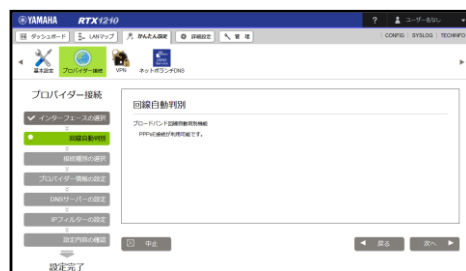 YAMAHA RTX1210
? ユーザー名なし
ダッシュボード LANマップ かんたん設定 詳細設定 管理 CONFIG SYSLOG TECHINFO
基本設定 プロバイダー接続 VPN ネットボランチDNS
プロバイダー接続
回線自動判別
インターフェースの選択
ブロードバンド回線自動判別機能
回線自動判別
PPPoE接続が利用可能です。
接続種別の選択
プロバイダー情報の設定
DNSサーバーの設定
IPフィルターの設定
設定内容の確認
中止 戻る 次へ
設定完了